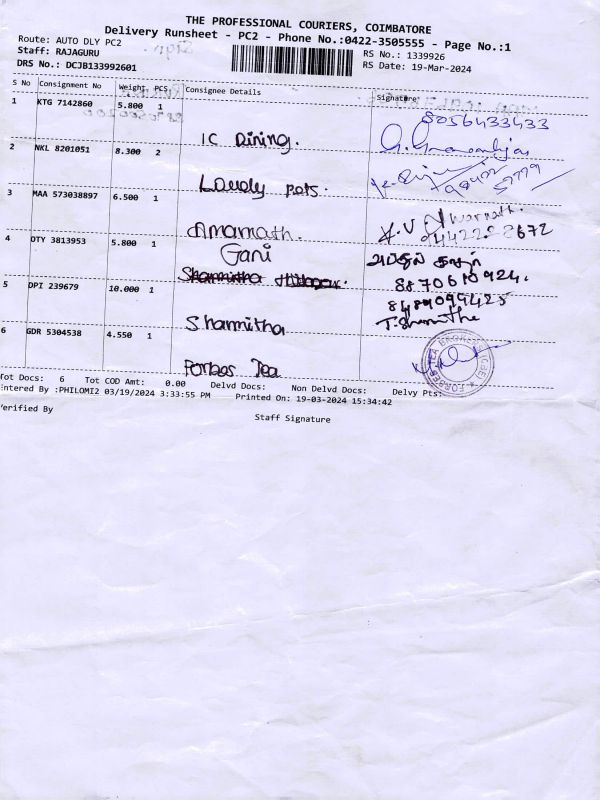 THE PROFESSIONAL COURIERS, COIMBATORE
Delivery Runsheet - PC2 - Phone No.:0422-3505555 - Page No.:1
Route: AUTO DLY PC2
Staff: RAJAGURU
RS No.: 1339926
DRS No.: DCJB133992601
RS Date: 19-Mar-2024
S No Consignment No Weight PCS Consignee Details Signature
1 KTG 7142860 5.800 1
8056433433
IC Dining.
2 NKL 8201051 8.300 2
Lovely pets.
3 MAA 573038897 6.500 1
Amarnath.
4 DTY 3813953 5.800 1
Gani
அப்துல் காதர்
8870610924.
5 DPI 239679 10.000 1
8489099425
Sharmitha
T. Sharmitha
6 GDR 5304538 4.550 1
Forbes Tea
Tot Docs: 6 Tot COD Amt: 0.00 Delvd Docs: Non Delvd Docs: Delvy Pts:
Entered By :PHILOMI2 03/19/2024 3:33:55 PM Printed On: 19-03-2024 15:34:42
Verified By
Staff Signature